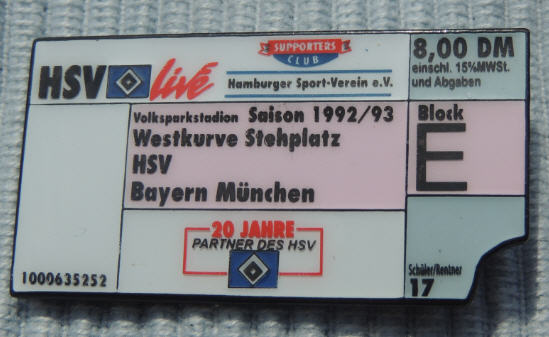 HSV live
SUPPORTERS
CLUB
Hamburger Sport-Verein e.V.
8,00 DM
einschl. 15%MWSt.
und Abgaben
Volksparkstadion Saison 1992/93
Westkurve Stehplatz
HSV
Bayern München
Block
E
20 JAHRE
PARTNER DES HSV
1000635252
Schüler/Rentner
17